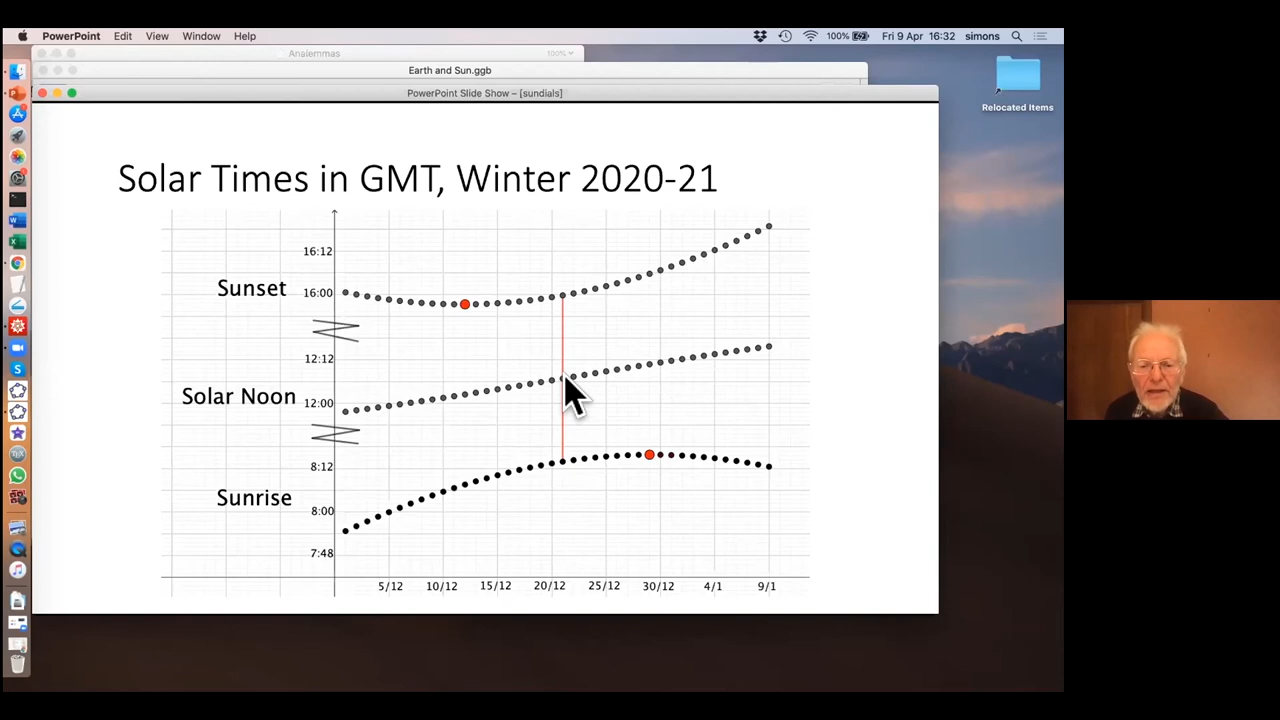 PowerPoint Edit View Window Help 100% Fri 9 Apr 16:32 simons
Analemmas 100%
Earth and Sun.ggb
PowerPoint Slide Show – [sundials]
Relocated Items
Solar Times in GMT, Winter 2020-21
16:12
Sunset
16:00
12:12
Solar Noon
12:00
8:12
Sunrise
8:00
7:48
5/12 10/12 15/12 20/12 25/12 30/12 4/1 9/1